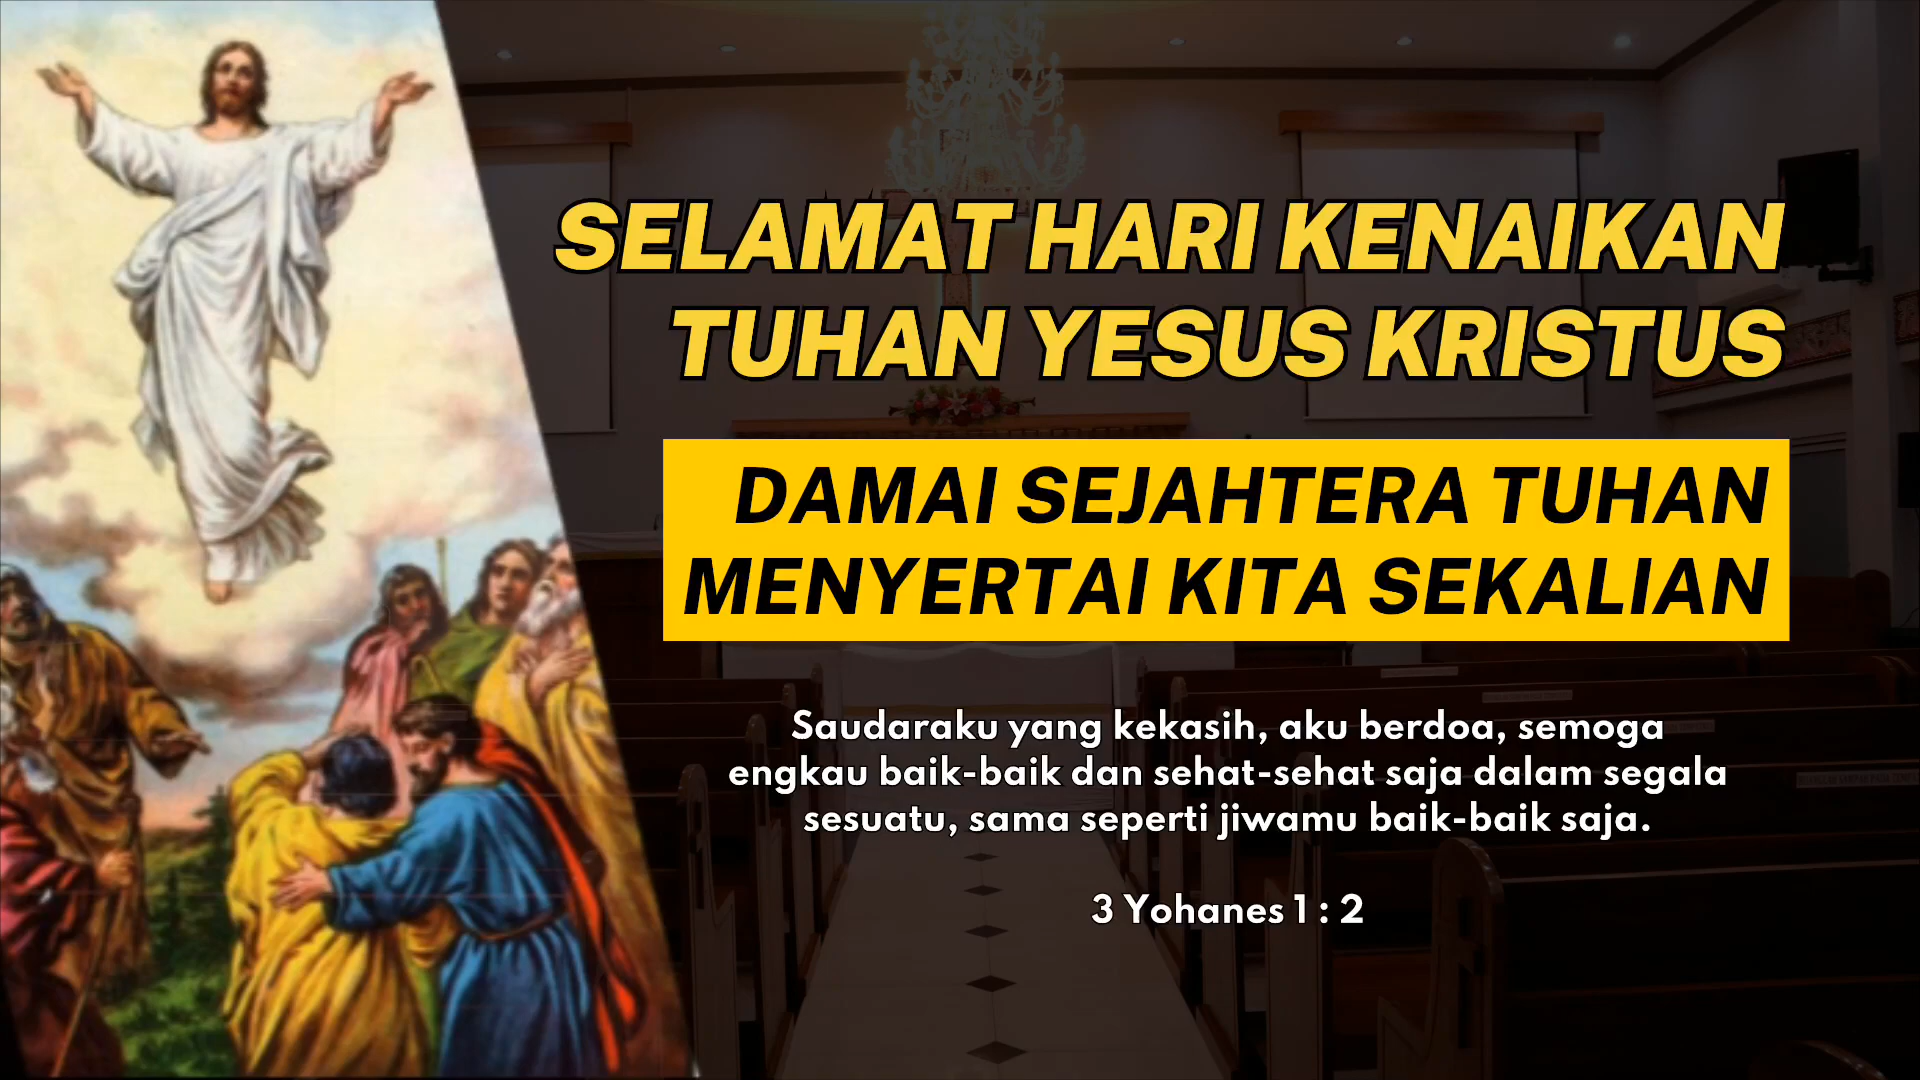 SELAMAT HARI KENAIKAN
TUHAN YESUS KRISTUS
DAMAI SEJAHTERA TUHAN
MENYERTAI KITA SEKALIAN
Saudaraku yang kekasih, aku berdoa, semoga
engkau baik-baik dan sehat-sehat saja dalam segala
sesuatu, sama seperti jiwamu baik-baik saja.
3 Yohanes 1 : 2